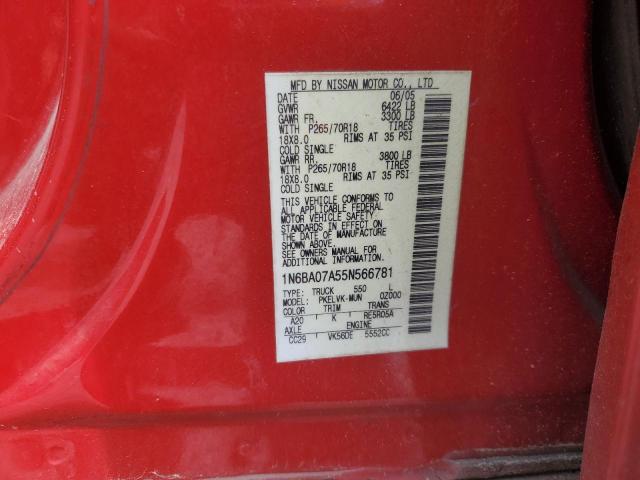 MFD BY NISSAN MOTOR CO., LTD
DATE 06/05
GVWR 6422 LB
GAWR FR. 3300 LB
WITH P265/70R18 TIRES
18X8.0 RIMS AT 35 PSI
COLD SINGLE
GAWR RR. 3800 LB
WITH P265/70R18 TIRES
18X8.0 RIMS AT 35 PSI
COLD SINGLE
THIS VEHICLE CONFORMS TO
ALL APPLICABLE FEDERAL
MOTOR VEHICLE SAFETY
STANDARDS IN EFFECT ON
THE DATE OF MANUFACTURE
SHOWN ABOVE.
SEE OWNERS MANUAL FOR
ADDITIONAL INFORMATION.
1N6BA07A55N566781
TYPE: TRUCK 550 L
MODEL: PKELVK-MUN 0Z000
COLOR TRIM TRANS
A20 K RE5R05A
AXLE ENGINE
CC29 VK56DE 5552CC